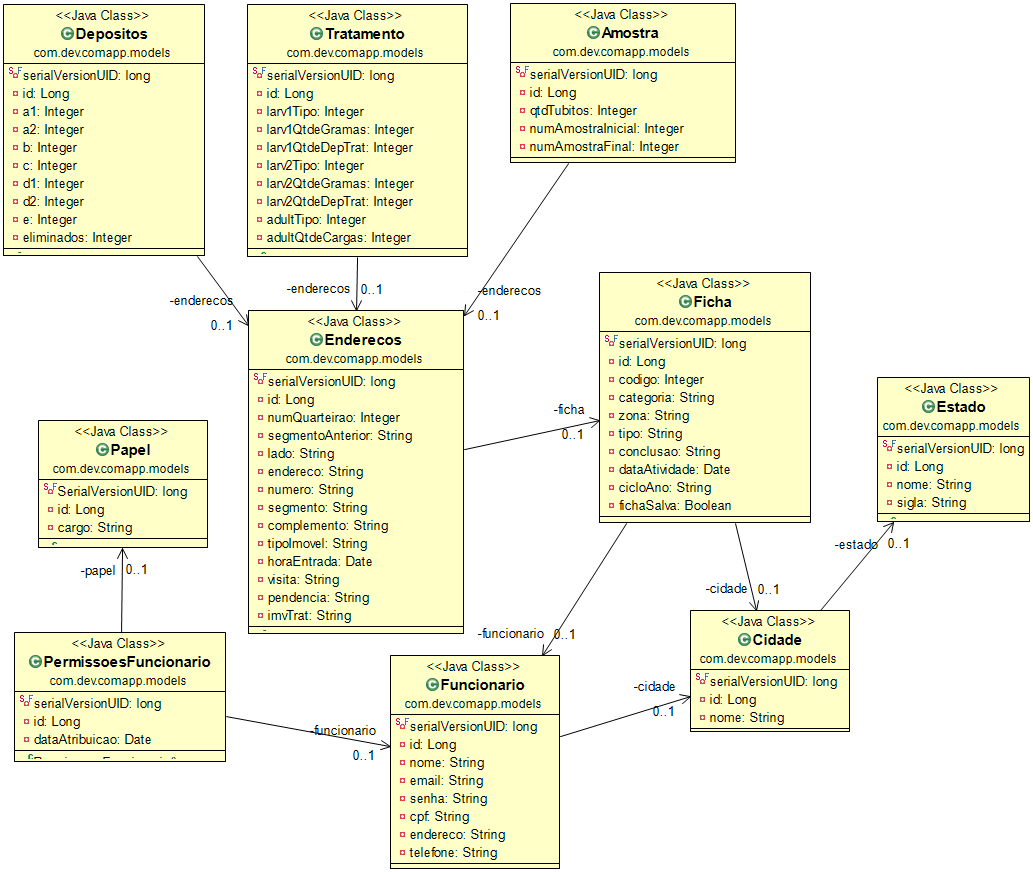 <<Java Class>>
Depositos
com.dev.comapp.models
serialVersionUID: long
id: Long
a1: Integer
a2: Integer
b: Integer
c: Integer
d1: Integer
d2: Integer
e: Integer
eliminados: Integer
<<Java Class>>
Tratamento
com.dev.comapp.models
serialVersionUID: long
id: Long
larv1Tipo: Integer
larv1QtdeGramas: Integer
larv1QtdeDepTrat: Integer
larv2Tipo: Integer
larv2QtdeGramas: Integer
larv2QtdeDepTrat: Integer
adultTipo: Integer
adultQtdeCargas: Integer
<<Java Class>>
Amostra
com.dev.comapp.models
serialVersionUID: long
id: Long
qtdTubitos: Integer
numAmostraInicial: Integer
numAmostraFinal: Integer
-enderecos
0..1
-enderecos
0..1
-enderecos
0..1
<<Java Class>>
Enderecos
com.dev.comapp.models
serialVersionUID: long
id: Long
numQuarteirao: Integer
segmentoAnterior: String
lado: String
endereco: String
numero: String
segmento: String
complemento: String
tipoImovel: String
horaEntrada: Date
visita: String
pendencia: String
imvTrat: String
-ficha
0..1
<<Java Class>>
Ficha
com.dev.comapp.models
serialVersionUID: long
id: Long
codigo: Integer
categoria: String
zona: String
tipo: String
conclusao: String
dataAtividade: Date
cicloAno: String
fichaSalva: Boolean
<<Java Class>>
Estado
com.dev.comapp.models
serialVersionUID: long
id: Long
nome: String
sigla: String
-estado
0..1
<<Java Class>>
Papel
com.dev.comapp.models
SerialVersionUID: long
id: Long
cargo: String
-papel
0..1
-cidade
0..1
-funcionario
0..1
<<Java Class>>
Cidade
com.dev.comapp.models
serialVersionUID: long
id: Long
nome: String
<<Java Class>>
PermissoesFuncionario
com.dev.comapp.models
serialVersionUID: long
id: Long
dataAtribuicao: Date
-funcionario
0..1
<<Java Class>>
Funcionario
com.dev.comapp.models
serialVersionUID: long
id: Long
nome: String
email: String
senha: String
cpf: String
endereco: String
telefone: String
-cidade
0..1